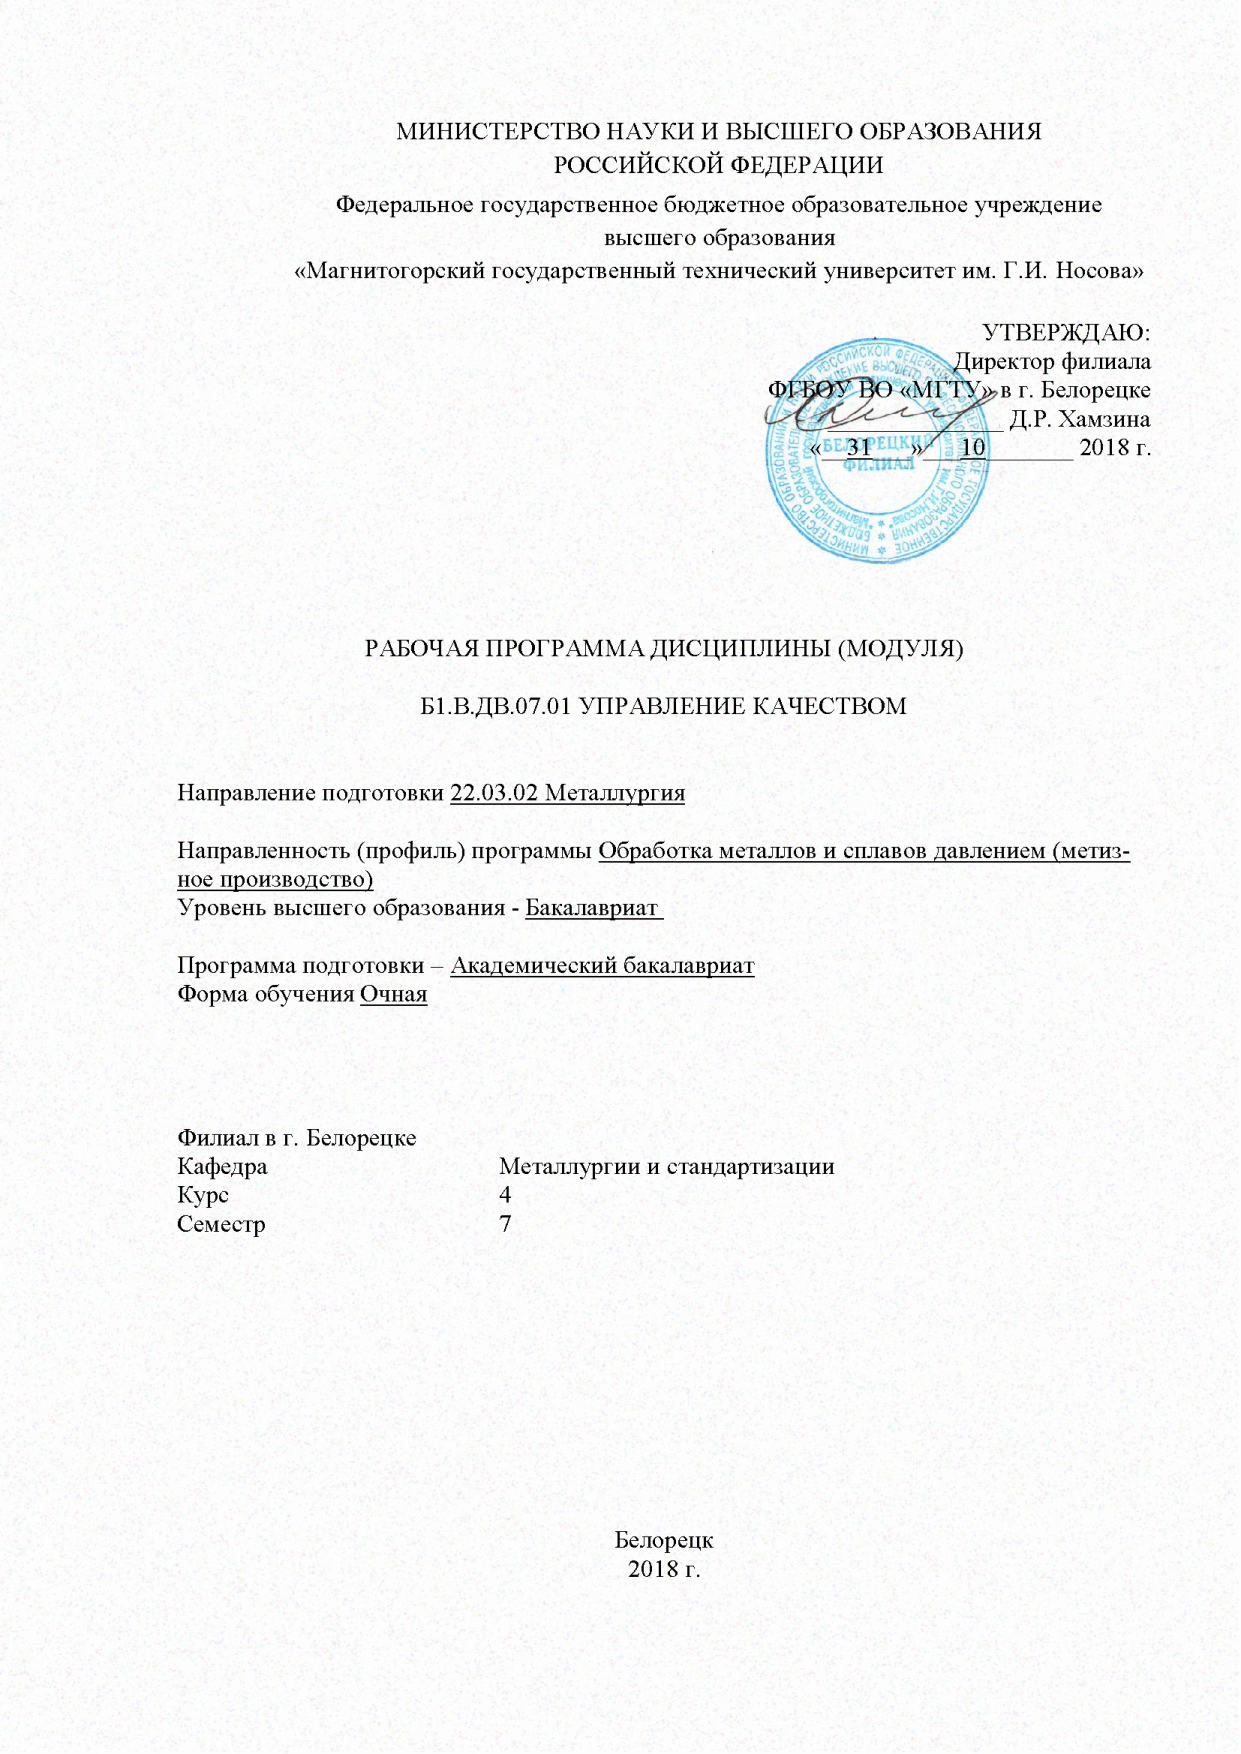 МИНИСТЕРСТВО НАУКИ И ВЫСШЕГО ОБРАЗОВАНИЯ
РОССИЙСКОЙ ФЕДЕРАЦИИ
Федеральное государственное бюджетное образовательное учреждение
высшего образования
«Магнитогорский государственный технический университет им. Г.И. Носова»
УТВЕРЖДАЮ:
Директор филиала
ФГБОУ ВО «МГТУ» в г. Белорецке
Д.Р. Хамзина
« 31 » 10 2018 г.
БЕЛОРЕЦКИЙ
ФИЛИАЛ
РАБОЧАЯ ПРОГРАММА ДИСЦИПЛИНЫ (МОДУЛЯ)
Б1.В.ДВ.07.01 УПРАВЛЕНИЕ КАЧЕСТВОМ
Направление подготовки 22.03.02 Металлургия
Направленность (профиль) программы Обработка металлов и сплавов давлением (метиз-
ное производство)
Уровень высшего образования - Бакалавриат
Программа подготовки – Академический бакалавриат
Форма обучения Очная
Филиал в г. Белорецке
Кафедра Металлургии и стандартизации
Курс 4
Семестр 7
Белорецк
2018 г.